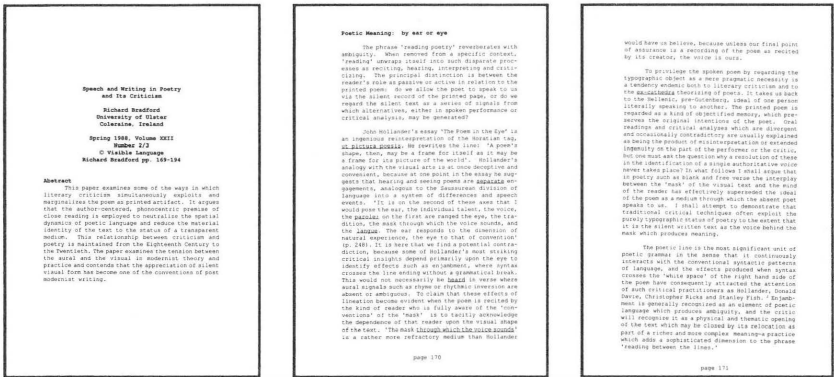 Speech and Writing in Poetry
and Its Criticism
Richard Bradford
University of Ulster
Coleraine, Ireland
Spring 1988, Volume XXII
Number 2/3
© Visible Language
Richard Bradford pp. 169-194
Abstract
This paper examines some of the ways in which
literary criticism simultaneously exploits and
marginalizes the poem as printed artifact. It argues
that the author-centered, phonocentric premise of
close reading is employed to neutralize the spatial
dynamics of poetic language and reduce the material
identity of the text to the status of a transparent
medium. This relationship between criticism and
poetry is maintained from the Eighteenth Century to
the Twentieth. The paper examines the tension between
the aural and the visual in modernist theory and
practice and contends that the appreciation of silent
visual form has become one of the conventions of post
modernist writing.
Poetic Meaning: by ear or eye
The phrase 'reading poetry' reverberates with
ambiguity. When removed from a specific context,
'reading' unwraps itself into such disparate proc-
esses as reciting, hearing, interpreting and criti-
cizing. The principal distinction is between the
reader's role as passive or active in relation to the
printed poem: do we allow the poet to speak to us
via the silent record of the printed page, or do we
regard the silent text as a series of signals from
which alternatives, either in spoken performance or
critical analysis, may be generated?
John Hollander's essay 'The Poem in the Eye' is
an ingenious reinterpretation of the Horatian tag,
ut pictura poesis. He rewrites the line: 'A poem's
shape, then, may be a frame for itself as it may be
a frame for its picture of the world'. Hollander's
analogy with the visual arts is at once deceptive and
convenient, because at one point in the essay he sug-
gests that hearing and seeing poems are separate en-
gagements, analogous to the Saussurean division of
language into a system of differences and speech
events. 'It is on the second of these axes that I
would pose the ear, the individual talent, the voice,
the parole; on the first are ranged the eye, the tra-
dition, the mask through which the voice sounds, and
the langue. The ear responds to the dimension of
natural experience, the eye to that of convention'
(p. 248). It is here that we find a potential contra-
diction, because some of Hollander's most striking
critical insights depend primarily upon the eye to
identify effects such as enjambment, where syntax
crosses the line ending without a grammatical break.
This would not necessarily be heard in verse where
aural signals such as rhyme or rhythmic inversion are
absent or ambiguous. To claim that these effects of
lineation become evident when the poem is recited by
the kind of reader who is fully aware of the 'con-
ventions' of the 'mask' is to tacitly acknowledge
the dependence of that reader upon the visual shape
of the text. 'The mask through which the voice sounds'
is a rather more refractory medium than Hollander
page 170
would have us believe, because unless our final point
of assurance is a recording of the poem as recited
by its creator, the voice is ours.
To privilege the spoken poem by regarding the
typographic object as a mere pragmatic necessity is
a tendency endemic both to literary criticism and to
the theorizing of poets. It takes us back
to the Hellenic, pre-Gutenberg, ideal of one person
literally speaking to another. The printed poem is
regarded as a kind of objectified memory, which pre-
serves the original intentions of the poet. Oral
readings and critical analyses which are divergent
and occasionally contradictory are usually explained
as being the product of misinterpretation or extended
ingenuity on the part of the performer or the critic,
but one must ask the question why a resolution of these
in the identification of a single authoritative voice
never takes place? In what follows I shall argue that
in poetry such as blank and free verse the interplay
between the 'mask' of the visual text and the mind
of the reader has effectively superseded the ideal
of the poem as a medium through which the absent poet
speaks to us. I shall attempt to demonstrate that
traditional critical techniques often exploit the
purely typographic status of poetry to the extent that
it is the silent written text as the voice behind the
mask which produces meaning.
The poetic line is the most significant unit of
poetic grammar in the sense that it continuously
interacts with the conventional syntactic patterns
of language, and the effects produced when syntax
crosses the 'white space' of the right hand side of
the poem have consequently attracted the attention
of such critical practitioners as Hollander, Donald
Davie, Christopher Ricks and Stanley Fish. Enjamb-
ment is generally recognized as an element of poetic
language which produces ambiguity, and the critic
will recognize it as a physical and thematic opening
of the text which may be closed by its relocation as
part of a richer and more complex meaning—a practice
which adds a sophisticated dimension to the phrase
'reading between the lines.'
page 171